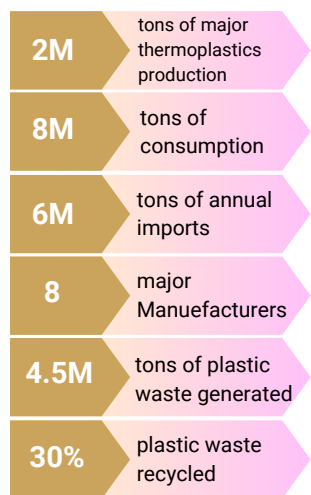 2M
tons of major
thermoplastics
production
8M
tons of
consumption
6M
tons of annual
imports
8
major
Manuefacturers
4.5M
tons of plastic
waste generated
30%
plastic waste
recycled